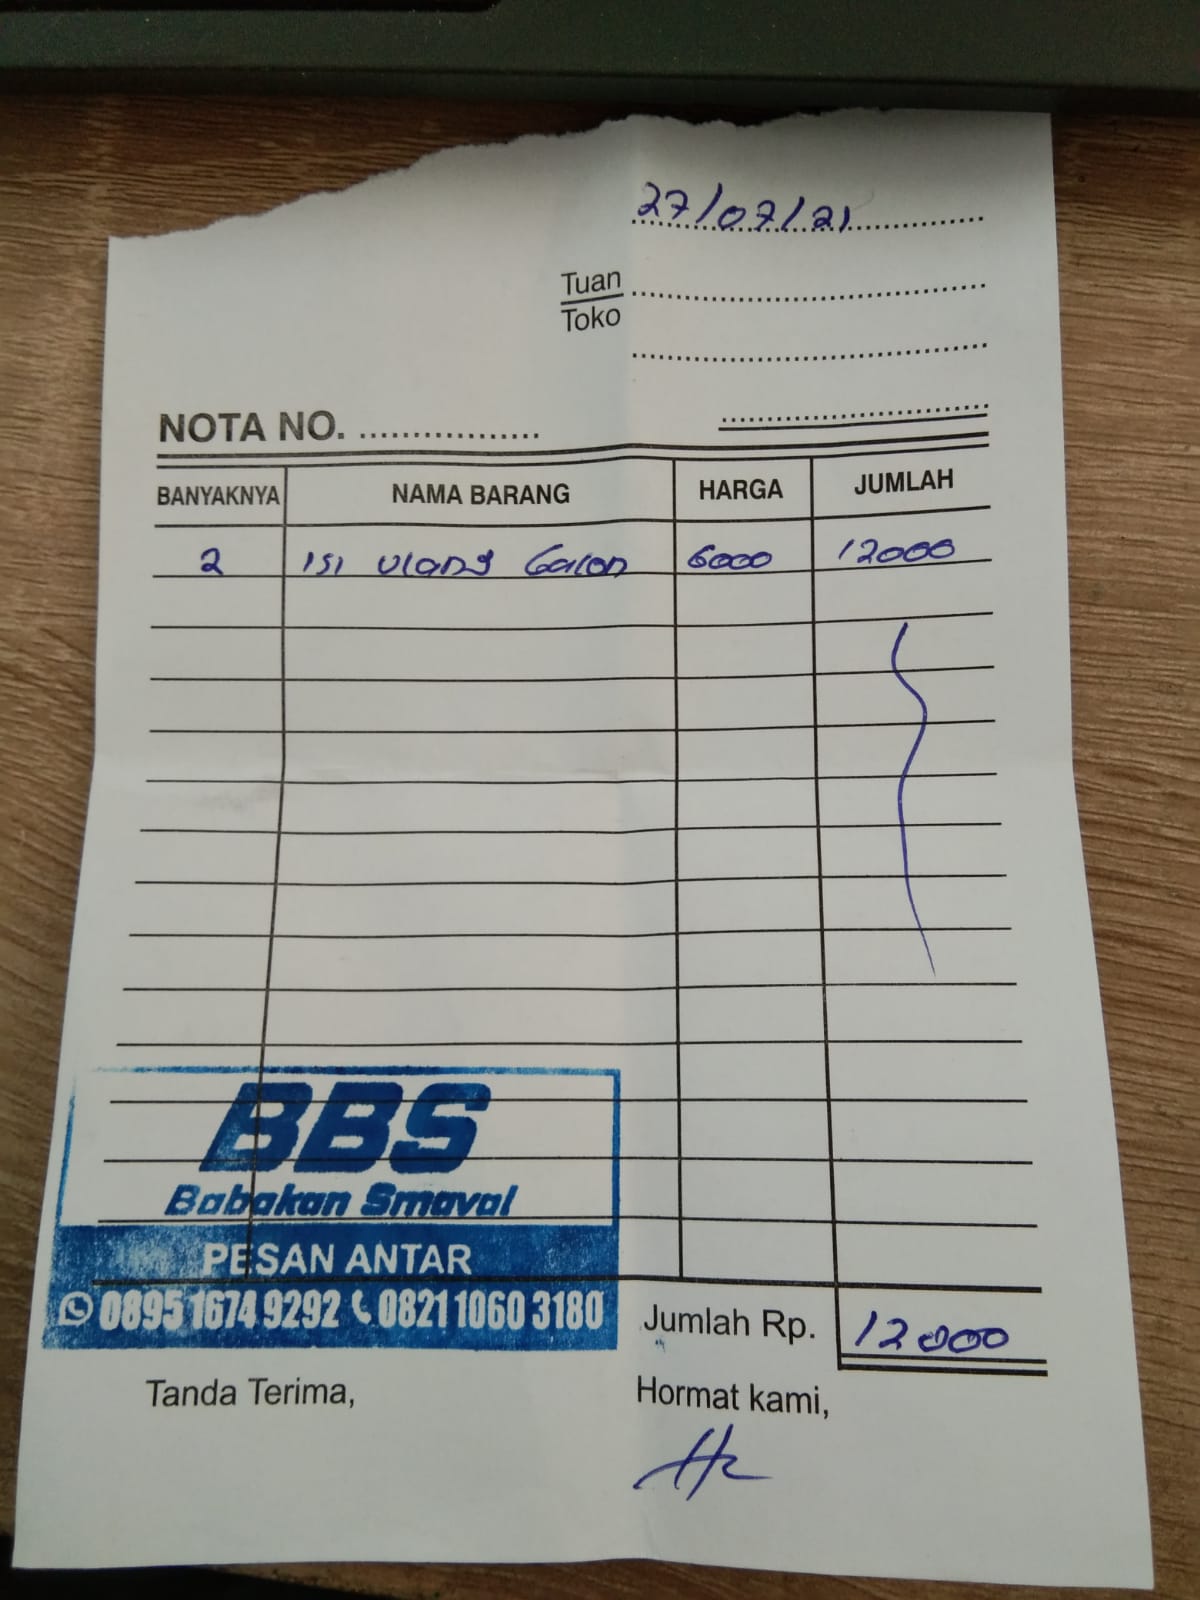 27/07/21
Tuan
Toko
NOTA NO.
BANYAKNYA NAMA BARANG HARGA JUMLAH
2 Isi Ulang Galon 6000 12000
BBS
Babakan Smaval
PESAN ANTAR
0895 1674 9292 0821 1060 3180
Jumlah Rp. 12000
Tanda Terima, Hormat kami,